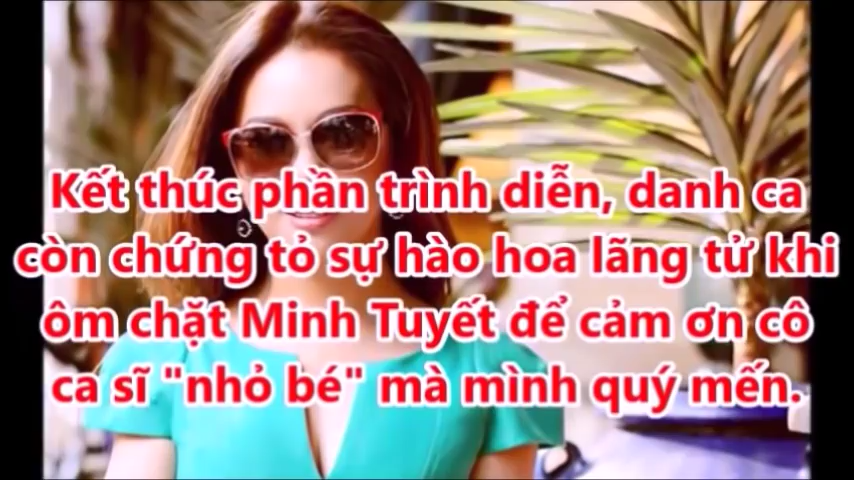 Kết thúc phần trình diễn, danh ca
còn chứng tỏ sự hào hoa lãng tử khi
ôm chặt Minh Tuyết để cảm ơn cô
ca sĩ "nhỏ bé" mà mình quý mến.